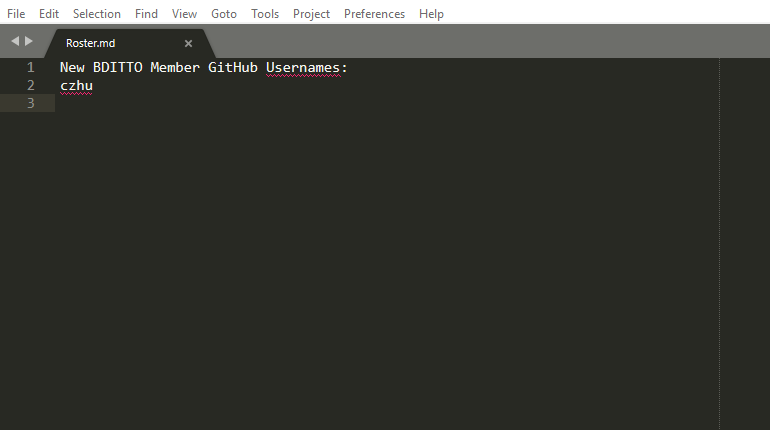 File Edit Selection Find View Goto Tools Project Preferences Help
Roster.md ×
1 New BDITTO Member GitHub Usernames:
2 czhu
3